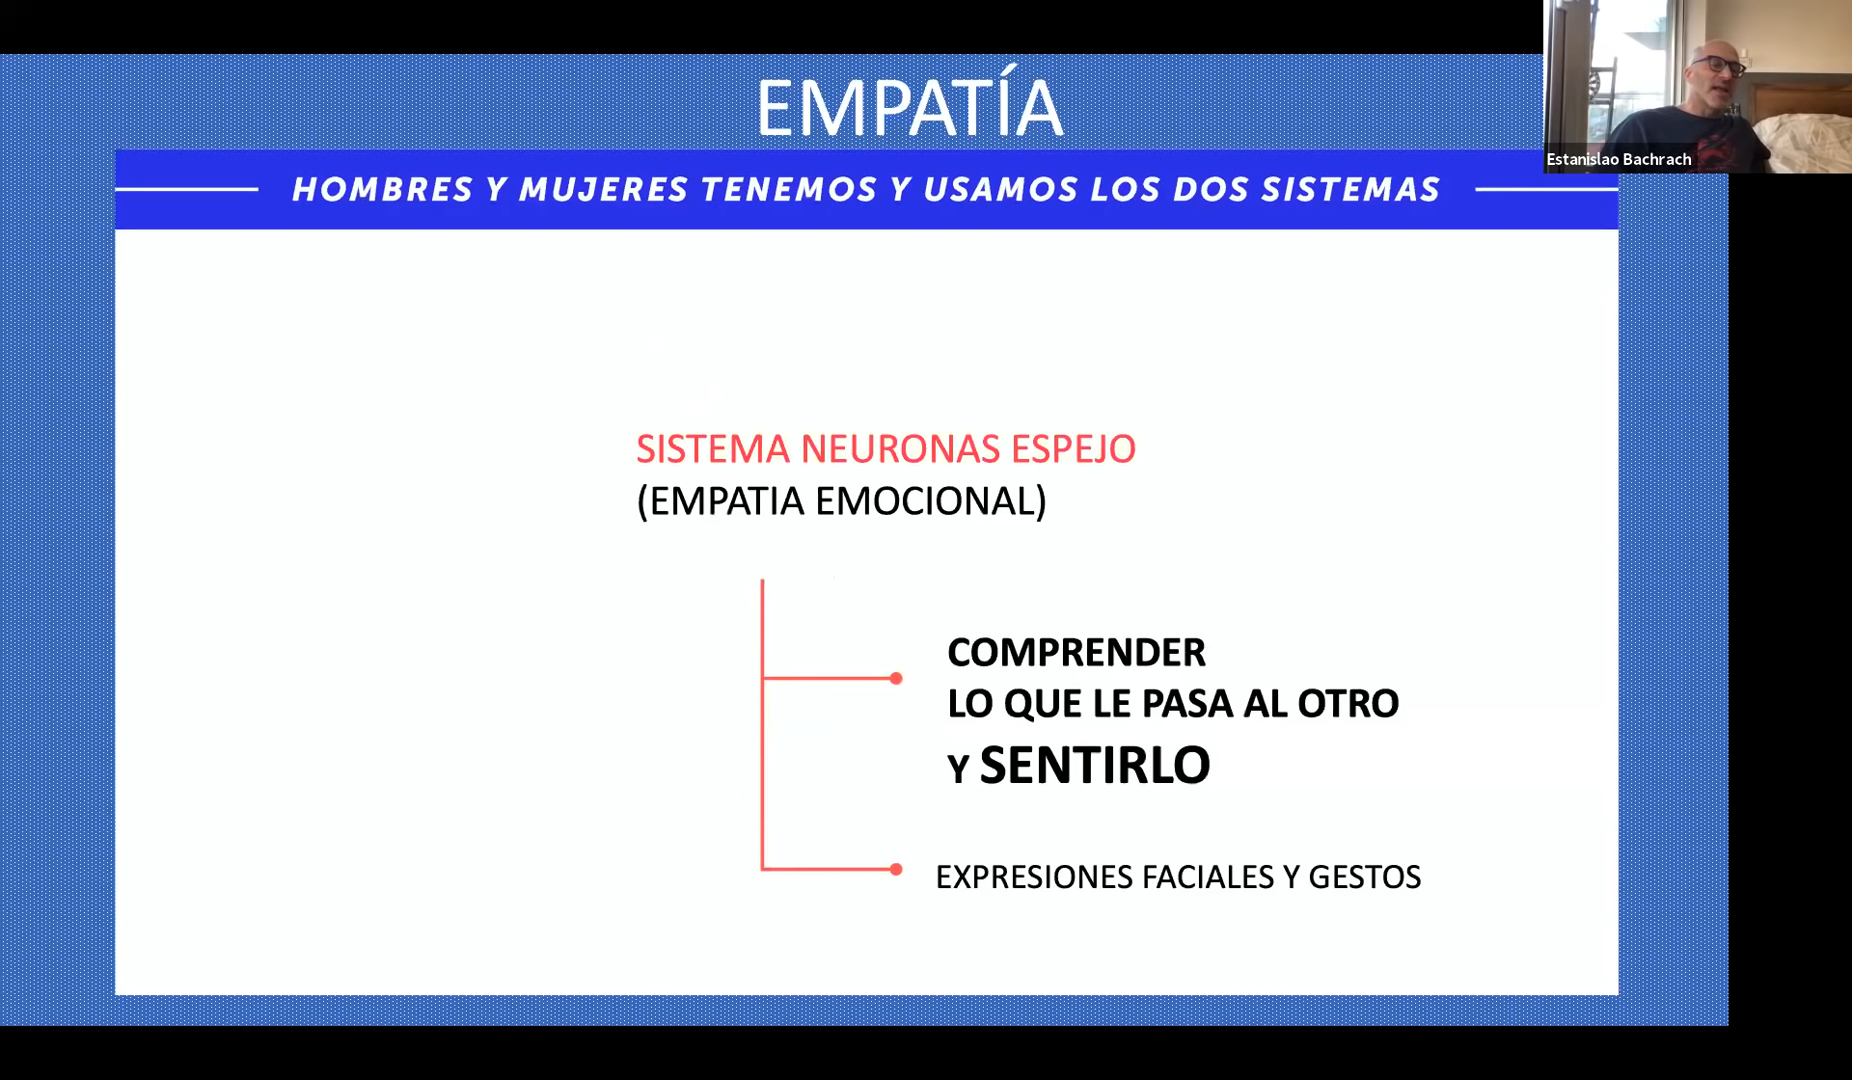 EMPATÍA
Estanislao Bachrach
HOMBRES Y MUJERES TENEMOS Y USAMOS LOS DOS SISTEMAS
SISTEMA NEURONAS ESPEJO
(EMPATIA EMOCIONAL)
COMPRENDER
LO QUE LE PASA AL OTRO
Y SENTIRLO
EXPRESIONES FACIALES Y GESTOS